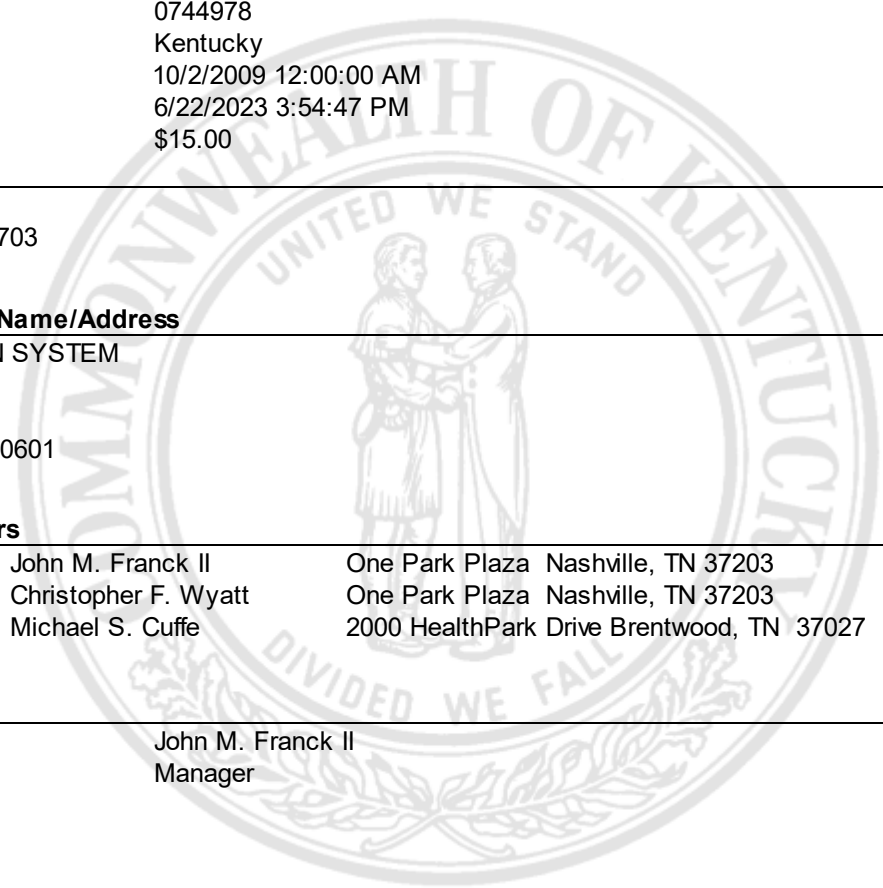 0744978
Kentucky
10/2/2009 12:00:00 AM
6/22/2023 3:54:47 PM
$15.00
703
Name/Address
SYSTEM
0601
rs
John M. Franck II One Park Plaza Nashville, TN 37203
Christopher F. Wyatt One Park Plaza Nashville, TN 37203
Michael S. Cuffe 2000 HealthPark Drive Brentwood, TN 37027
John M. Franck II
Manager
COMMONWEALTH OF KENTUCKY
UNITED WE STAND
DIVIDED WE FALL